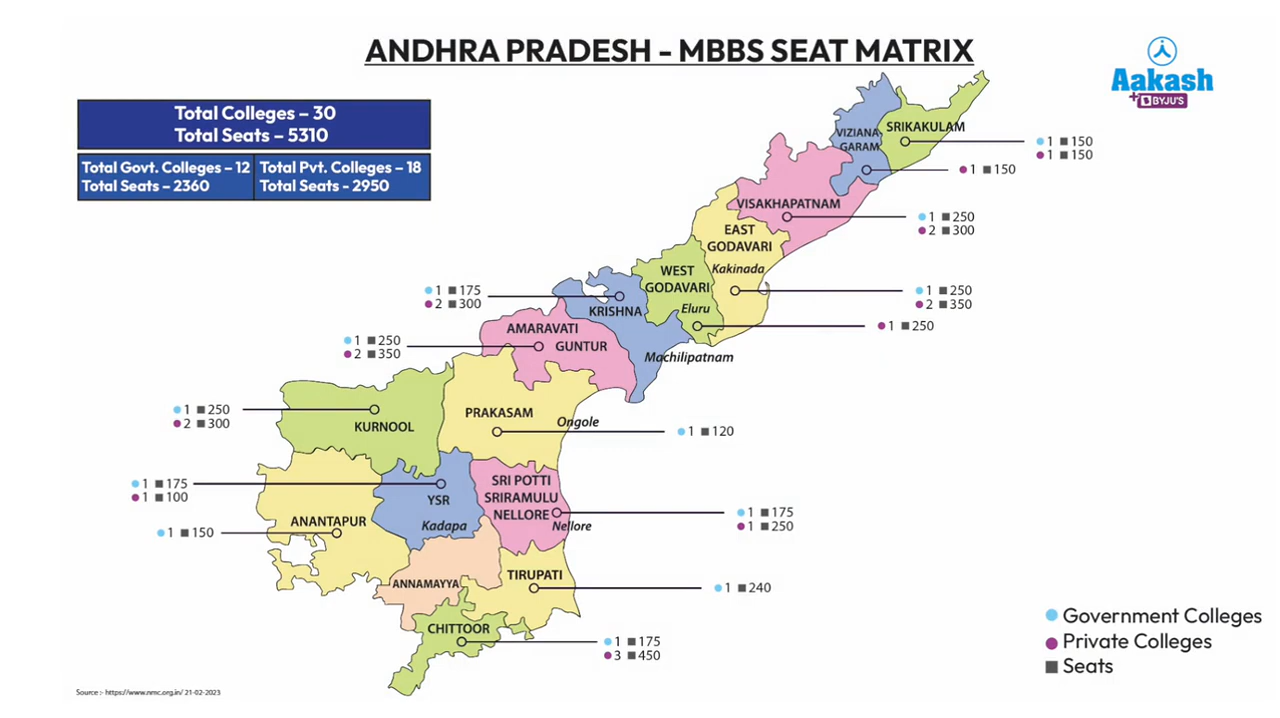 ANDHRA PRADESH - MBBS SEAT MATRIX
Aakash
+ BYJU'S
Total Colleges – 30
Total Seats – 5310
Total Govt. Colleges – 12
Total Seats - 2360
Total Pvt. Colleges – 18
Total Seats - 2950
SRIKAKULAM
1 150
1 150
VIZIANA
GARAM
1 150
VISAKHAPATNAM
1 250
2 300
EAST
GODAVARI
Kakinada
1 250
2 350
WEST
GODAVARI
Eluru
1 250
1 175
2 300
KRISHNA
Machilipatnam
1 250
2 350
AMARAVATI
GUNTUR
1 250
2 300
KURNOOL
PRAKASAM
Ongole
1 120
1 175
1 100
YSR
Kadapa
SRI POTTI
SRIRAMULU
NELLORE
Nellore
1 175
1 250
1 150
ANANTAPUR
ANNAMAYYA
TIRUPATI
1 240
CHITTOOR
1 175
3 450
Government Colleges
Private Colleges
Seats
Source :- https://www.nmc.org.in/ 21-02-2023